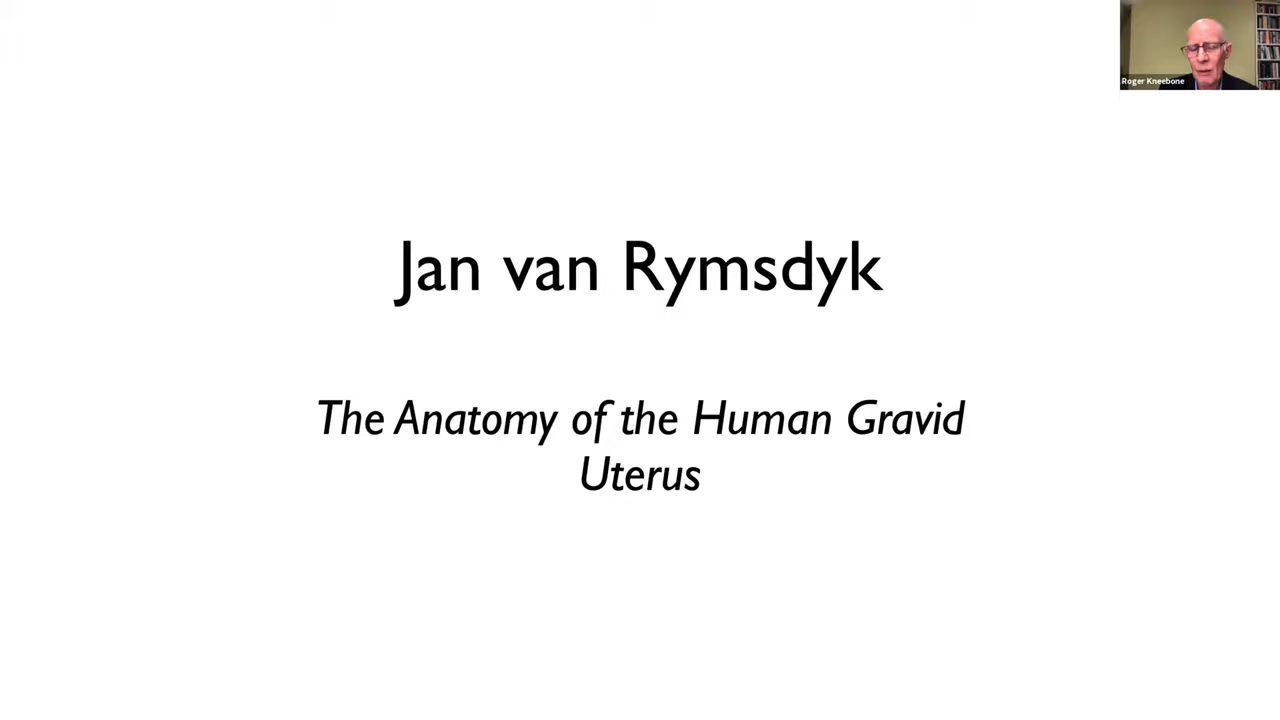 Roger Kneebone
Jan van Rymsdyk
The Anatomy of the Human Gravid
Uterus